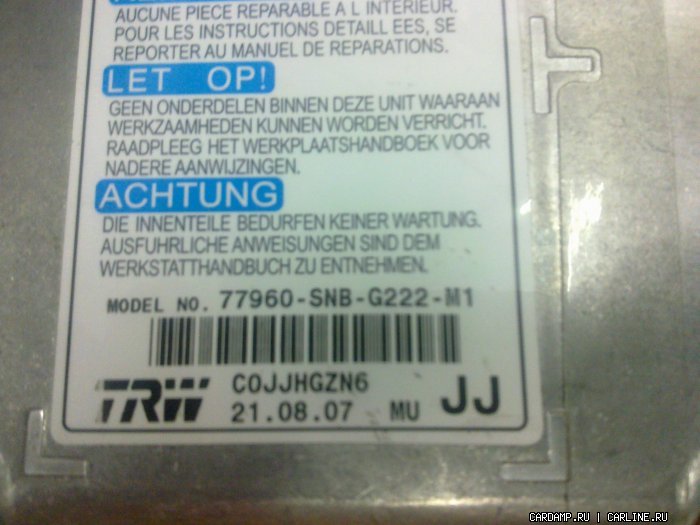 AUCUNE PIECE REPARABLE A L INTERIEUR.
POUR LES INSTRUCTIONS DETAILL EES, SE
REPORTER AU MANUEL DE REPARATIONS.
LET OP!
GEEN ONDERDELEN BINNEN DEZE UNIT WAARAAN
WERKZAAMHEDEN KUNNEN WORDEN VERRICHT.
RAADPLEEG HET WERKPLAATSHANDBOEK VOOR
NADERE AANWIJZINGEN.
ACHTUNG
DIE INNENTEILE BEDURFEN KEINER WARTUNG.
AUSFUHRLICHE ANWEISUNGEN SIND DEM
WERKSTATTHANDBUCH ZU ENTNEHMEN.
MODEL NO. 77960-SNB-G222-M1
TRW C0JJHGZN6
21.08.07 MU JJ
CARDAMP.RU | CARLINE.RU